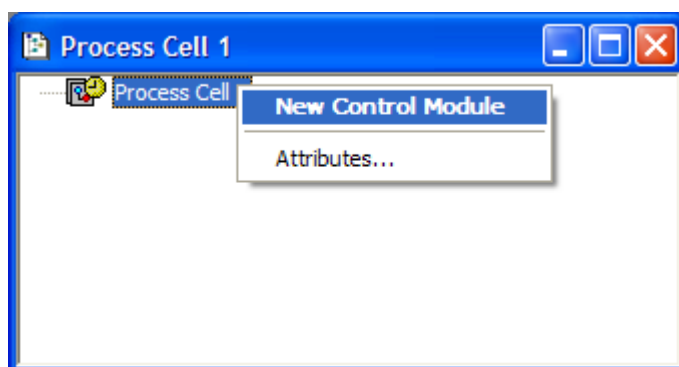 Process Cell 1
Process Cell
New Control Module
Attributes...